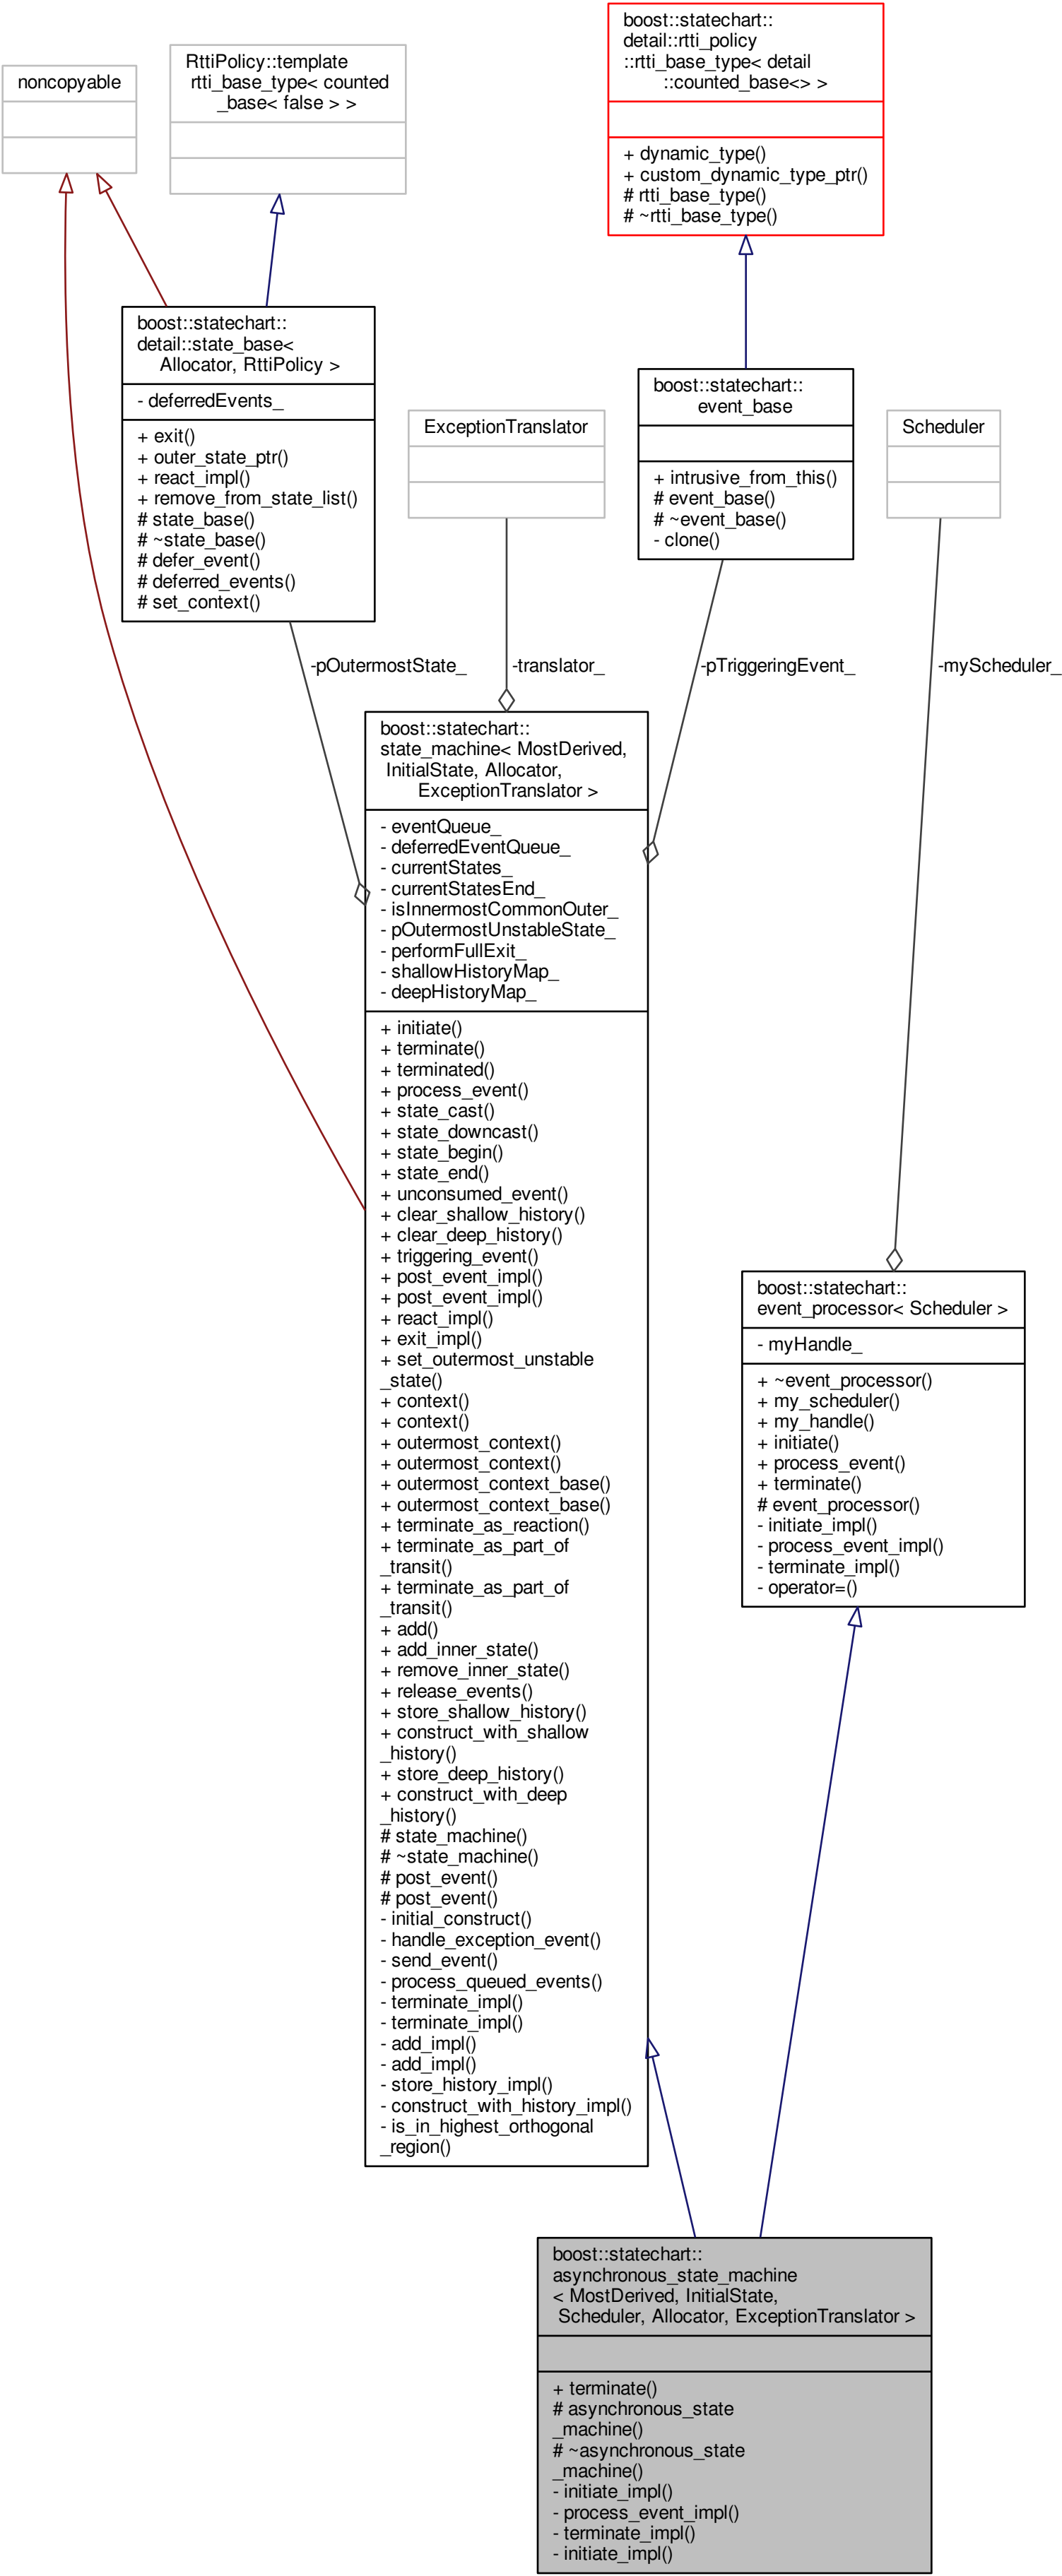 boost::statechart::
detail::rtti_policy
::rtti_base_type< detail
::counted_base<> >
+ dynamic_type()
+ custom_dynamic_type_ptr()
# rtti_base_type()
# ~rtti_base_type()
RttiPolicy::template
rtti_base_type< counted
_base< false > >
noncopyable
boost::statechart::
detail::state_base<
Allocator, RttiPolicy >
- deferredEvents_
+ exit()
+ outer_state_ptr()
+ react_impl()
+ remove_from_state_list()
# state_base()
# ~state_base()
# defer_event()
# deferred_events()
# set_context()
ExceptionTranslator
boost::statechart::
event_base
+ intrusive_from_this()
# event_base()
# ~event_base()
- clone()
Scheduler
-pOutermostState_
-translator_
-pTriggeringEvent_
-myScheduler_
boost::statechart::
state_machine< MostDerived,
InitialState, Allocator,
ExceptionTranslator >
- eventQueue_
- deferredEventQueue_
- currentStates_
- currentStatesEnd_
- isInnermostCommonOuter_
- pOutermostUnstableState_
- performFullExit_
- shallowHistoryMap_
- deepHistoryMap_
+ initiate()
+ terminate()
+ terminated()
+ process_event()
+ state_cast()
+ state_downcast()
+ state_begin()
+ state_end()
+ unconsumed_event()
+ clear_shallow_history()
+ clear_deep_history()
+ triggering_event()
+ post_event_impl()
+ post_event_impl()
+ react_impl()
+ exit_impl()
+ set_outermost_unstable
_state()
+ context()
+ context()
+ outermost_context()
+ outermost_context()
+ outermost_context_base()
+ outermost_context_base()
+ terminate_as_reaction()
+ terminate_as_part_of
_transit()
+ terminate_as_part_of
_transit()
+ add()
+ add_inner_state()
+ remove_inner_state()
+ release_events()
+ store_shallow_history()
+ construct_with_shallow
_history()
+ store_deep_history()
+ construct_with_deep
_history()
# state_machine()
# ~state_machine()
# post_event()
# post_event()
- initial_construct()
- handle_exception_event()
- send_event()
- process_queued_events()
- terminate_impl()
- terminate_impl()
- add_impl()
- add_impl()
- store_history_impl()
- construct_with_history_impl()
- is_in_highest_orthogonal
_region()
boost::statechart::
event_processor< Scheduler >
- myHandle_
+ ~event_processor()
+ my_scheduler()
+ my_handle()
+ initiate()
+ process_event()
+ terminate()
# event_processor()
- initiate_impl()
- process_event_impl()
- terminate_impl()
- operator=()
boost::statechart::
asynchronous_state_machine
< MostDerived, InitialState,
Scheduler, Allocator, ExceptionTranslator >
+ terminate()
# asynchronous_state
_machine()
# ~asynchronous_state
_machine()
- initiate_impl()
- process_event_impl()
- terminate_impl()
- initiate_impl()